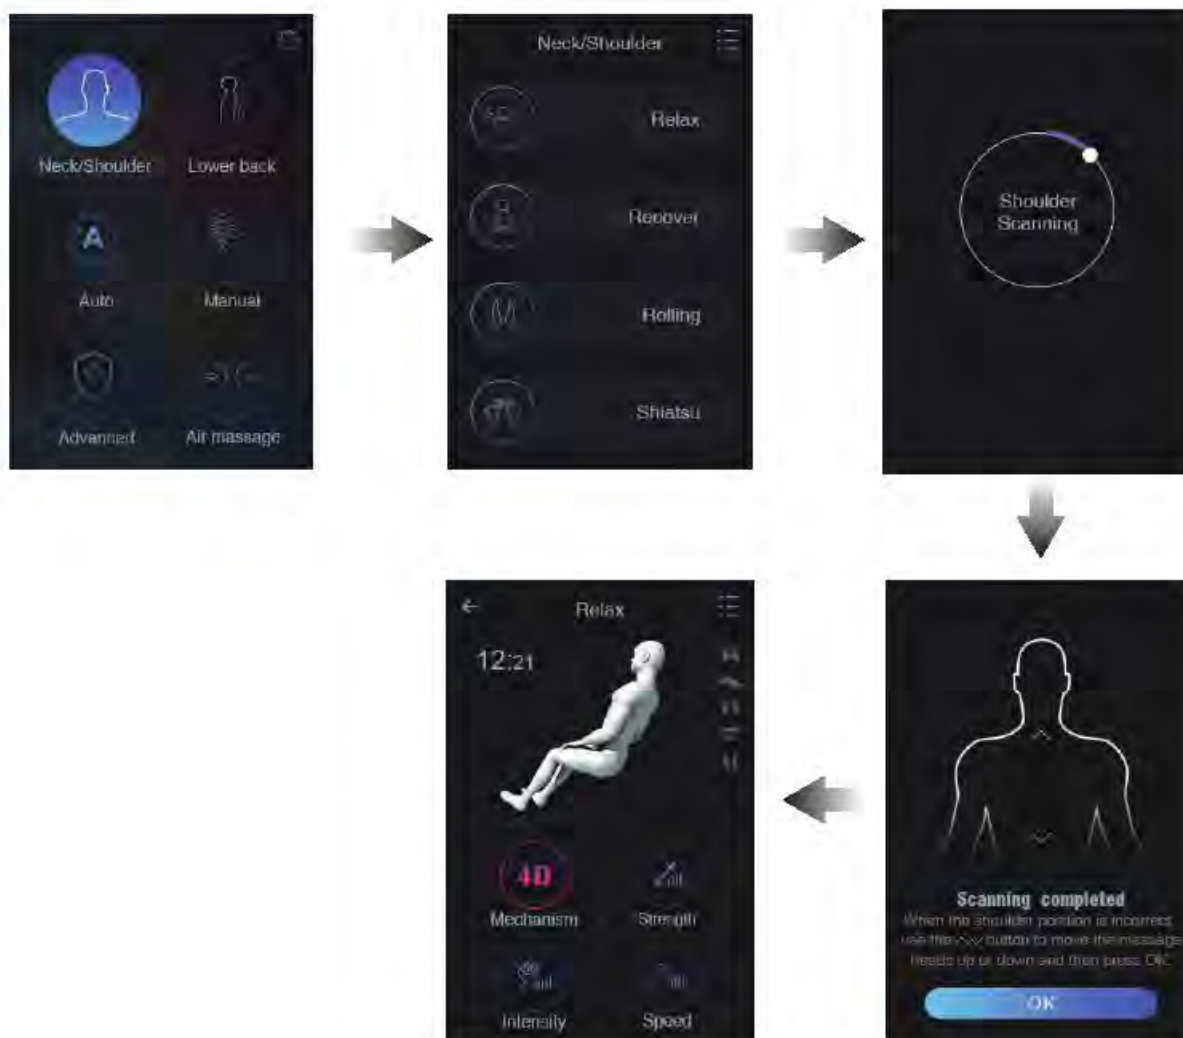 Neck/Shoulder
Lower back
A
Auto
Manual
Advanced
Air massage
Neck/Shoulder
Relax
Recover
Rolling
Shiatsu
Shoulder
Scanning
Scanning completed
When the shoulder position is incorrect,
use the button to move the massage
heads up or down and then press OK.
OK
Relax
12:21
4D
Mechanism
Strength
Intensity
Speed